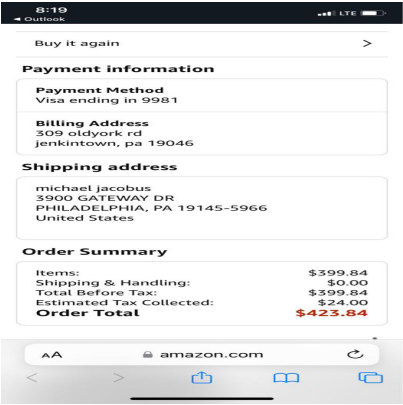 8:19
LTE
◄ Outlook
Buy it again >
Payment information
Payment Method
Visa ending in 9981
Billing Address
309 oldyork rd
jenkintown, pa 19046
Shipping address
michael jacobus
3900 GATEWAY DR
PHILADELPHIA, PA 19145-5966
United States
Order Summary
Items: $399.84
Shipping & Handling: $0.00
Total Before Tax: $399.84
Estimated Tax Collected: $24.00
Order Total $423.84
AA amazon.com